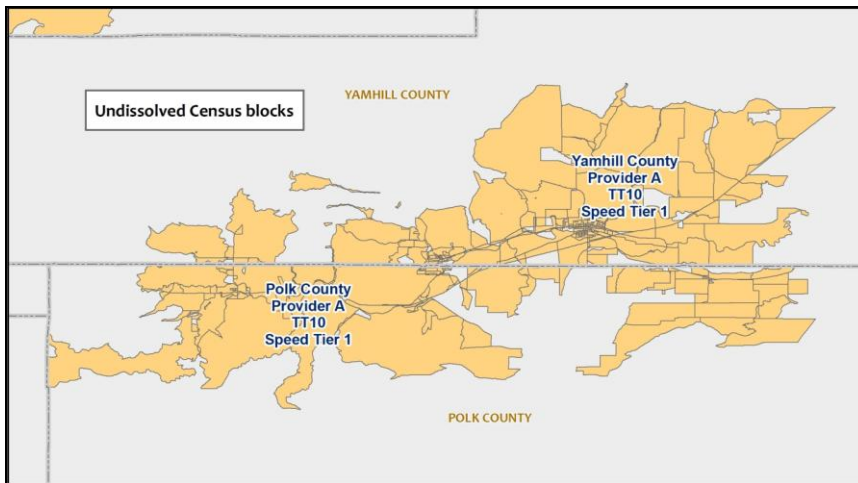 YAMHILL COUNTY
Undissolved Census blocks
Yamhill County
Provider A
TT10
Speed Tier 1
Polk County
Provider A
TT10
Speed Tier 1
POLK COUNTY